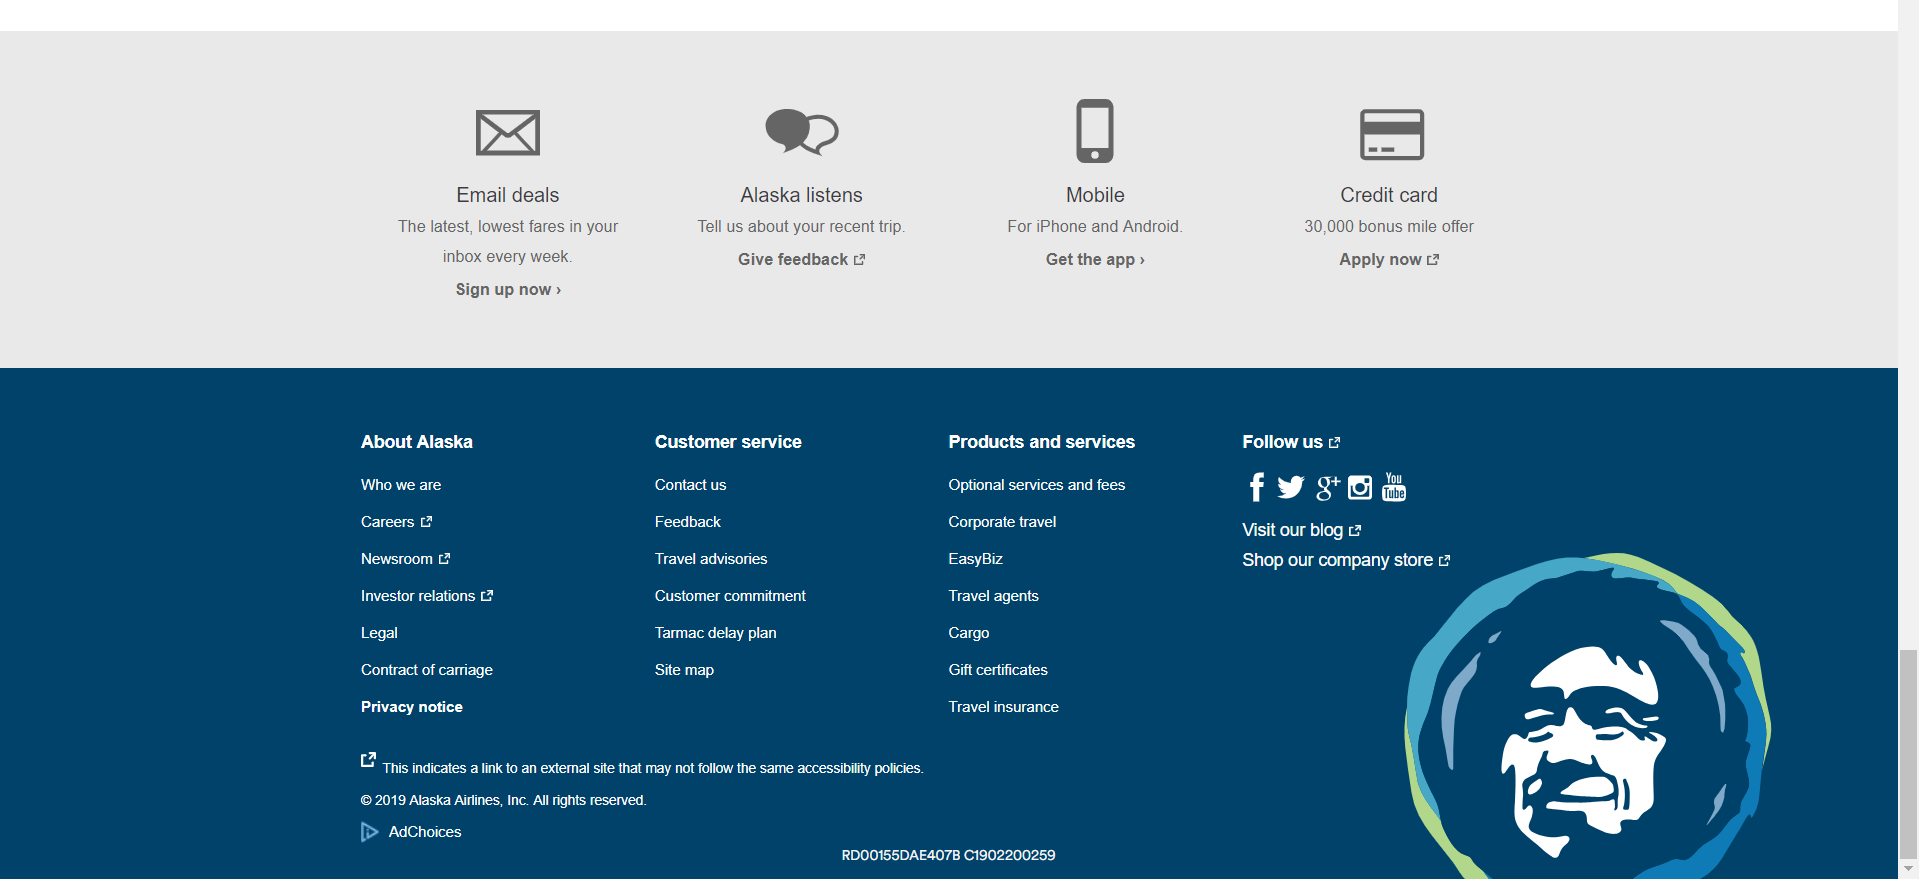 Email deals
The latest, lowest fares in your
inbox every week.
Sign up now ›
Alaska listens
Tell us about your recent trip.
Give feedback
Mobile
For iPhone and Android.
Get the app ›
Credit card
30,000 bonus mile offer
Apply now
About Alaska
Who we are
Careers
Newsroom
Investor relations
Legal
Contract of carriage
Privacy notice
Customer service
Contact us
Feedback
Travel advisories
Customer commitment
Tarmac delay plan
Site map
Products and services
Optional services and fees
Corporate travel
EasyBiz
Travel agents
Cargo
Gift certificates
Travel insurance
Follow us
g+
You
Tube
Visit our blog
Shop our company store
This indicates a link to an external site that may not follow the same accessibility policies.
© 2019 Alaska Airlines, Inc. All rights reserved.
AdChoices
RD00155DAE407B C1902200259